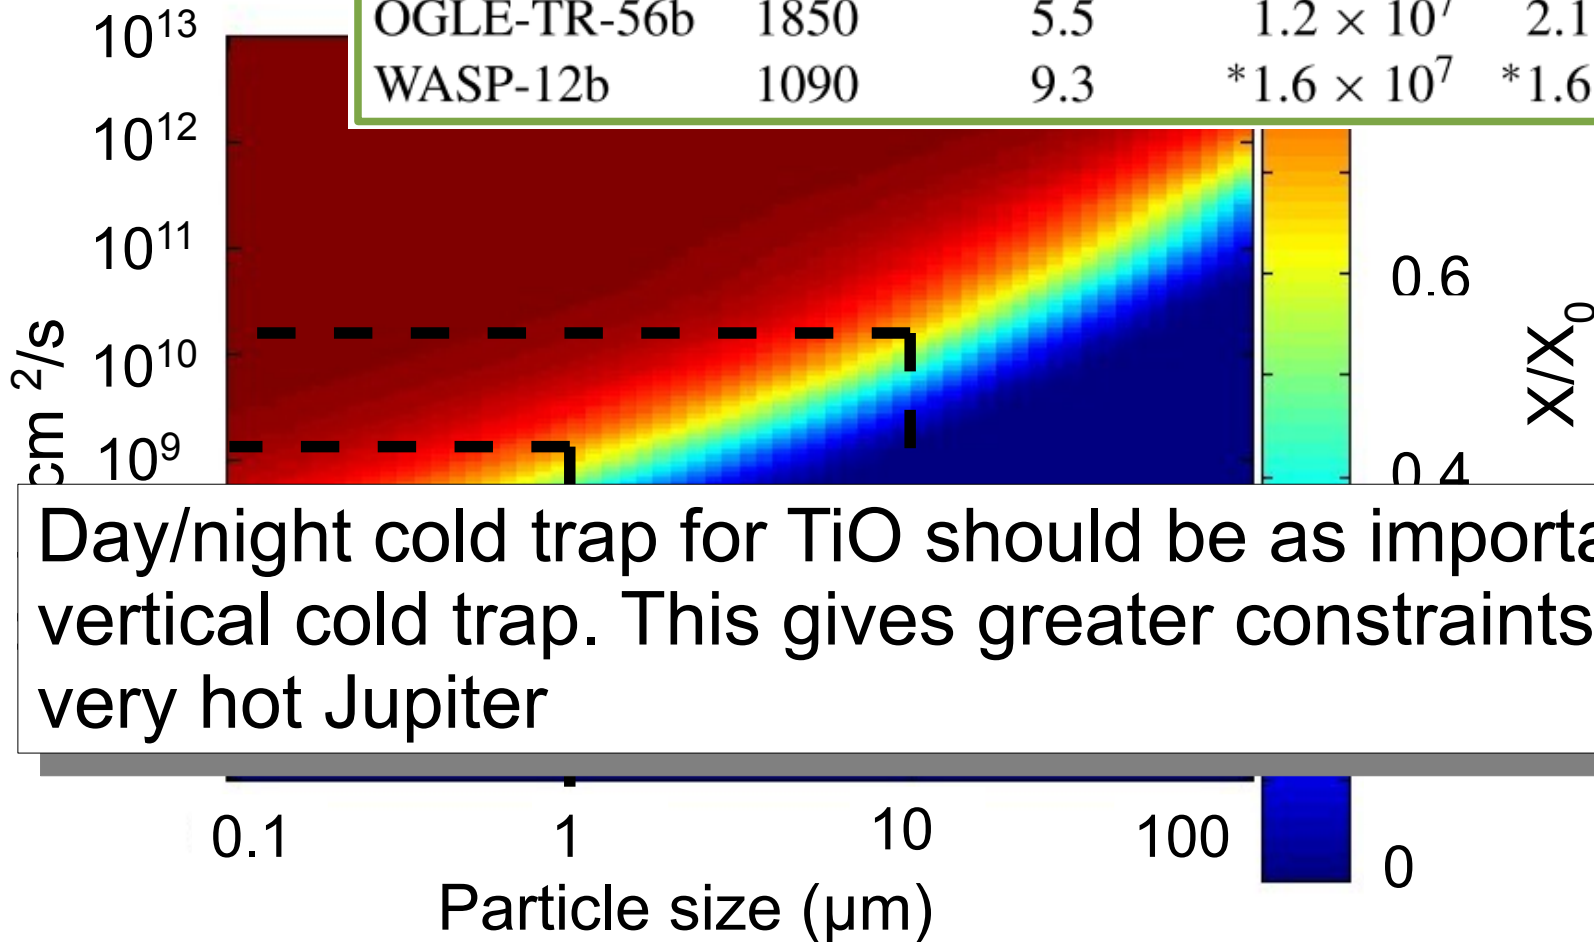 OGLE-TR-56b 1850 5.5 1.2 × 10⁷ 2.1
WASP-12b 1090 9.3 *1.6 × 10⁷ *1.6
10¹³
10¹²
10¹¹
10¹⁰
10⁹
cm ²/s
0.6
0.4
0
X/X₀
Day/night cold trap for TiO should be as importa
vertical cold trap. This gives greater constraints
very hot Jupiter
0.1 1 10 100
Particle size (µm)